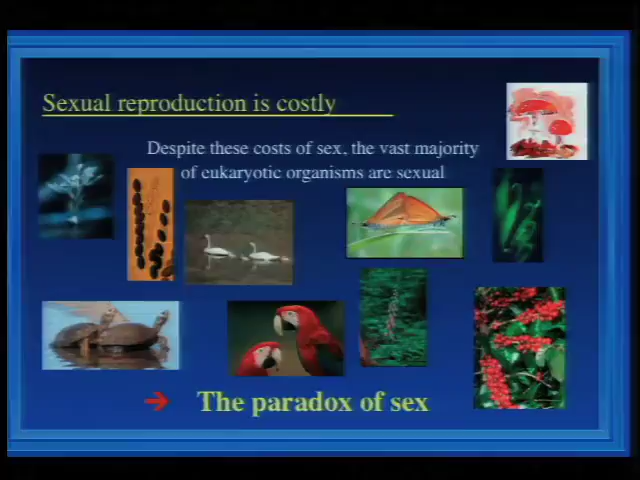 Sexual reproduction is costly
Despite these costs of sex, the vast majority
of eukaryotic organisms are sexual
The paradox of sex